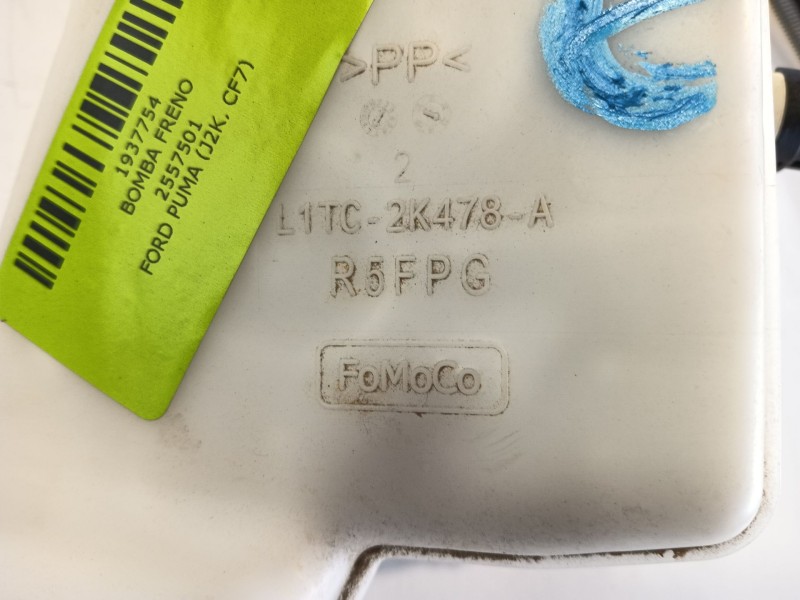 1937754
BOMBA FRENO
2557501
FORD PUMA (J2K, CF7)
>PP<
2
L1TC-2K478-A
R5FPG
FoMoCo